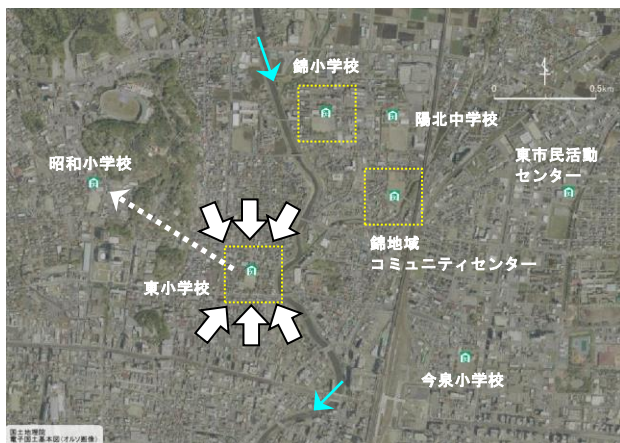 錦小学校
陽北中学校
0
0.5km
昭和小学校
東市民活動
センター
錦地域
コミュニティセンター
東小学校
今泉小学校
国土地理院
電子国土基本図(オルソ画像)